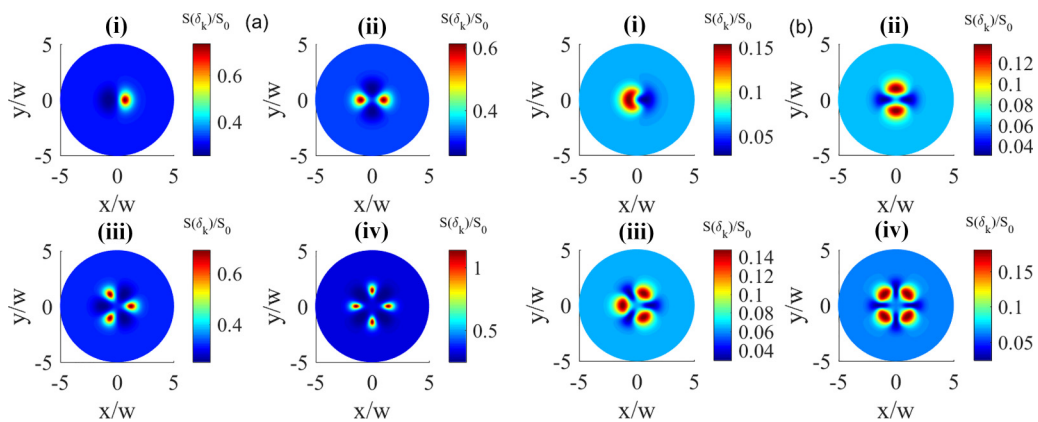 (i)
S(δk)/S0
(a)
(ii)
S(δk)/S0
(i)
S(δk)/S0
(b)
(ii)
S(δk)/S0
5
0
-5
y/w
0.6
0.4
5
0
-5
y/w
0.6
0.4
5
0
-5
y/w
0.15
0.1
0.05
5
0
-5
y/w
0.12
0.1
0.08
0.06
0.04
-5 0 5
x/w
-5 0 5
x/w
-5 0 5
x/w
-5 0 5
x/w
(iii)
S(δk)/S0
(iv)
S(δk)/S0
(iii)
S(δk)/S0
(iv)
S(δk)/S0
5
0
-5
y/w
0.6
0.4
5
0
-5
y/w
1
0.5
5
0
-5
y/w
0.14
0.12
0.1
0.08
0.06
0.04
5
0
-5
y/w
0.15
0.1
0.05
-5 0 5
x/w
-5 0 5
x/w
-5 0 5
x/w
-5 0 5
x/w